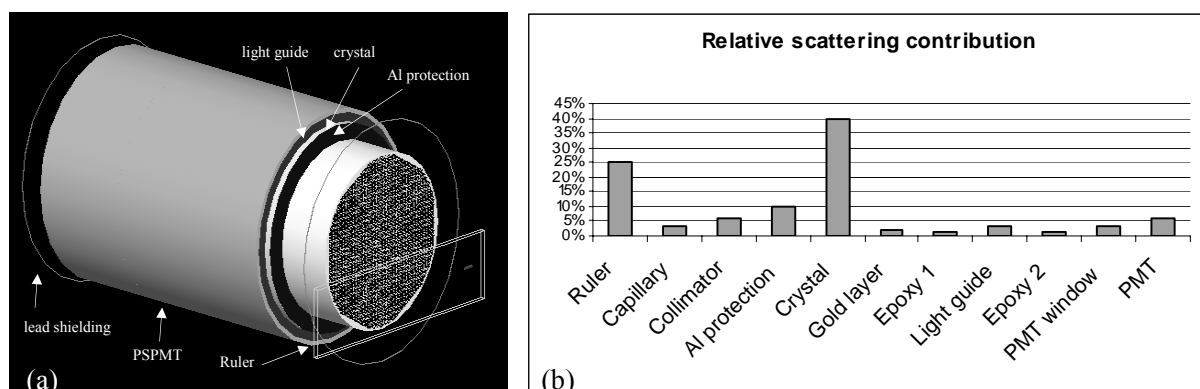 light guide
crystal
Al protection
lead shielding
PSPMT
Ruler
(a)
Relative scattering contribution
45%
40%
35%
30%
25%
20%
15%
10%
5%
0%
Ruler
Capillary
Collimator
Al protection
Crystal
Gold layer
Epoxy 1
Light guide
Epoxy 2
PMT window
PMT
(b)